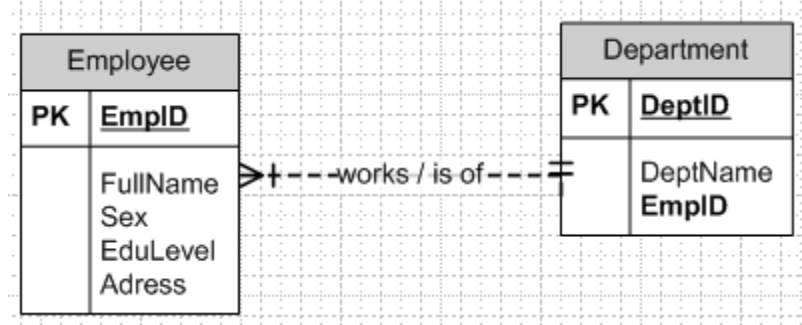 Employee
PK EmpID
FullName
Sex
EduLevel
Adress
works / is of
Department
PK DeptID
DeptName
EmpID